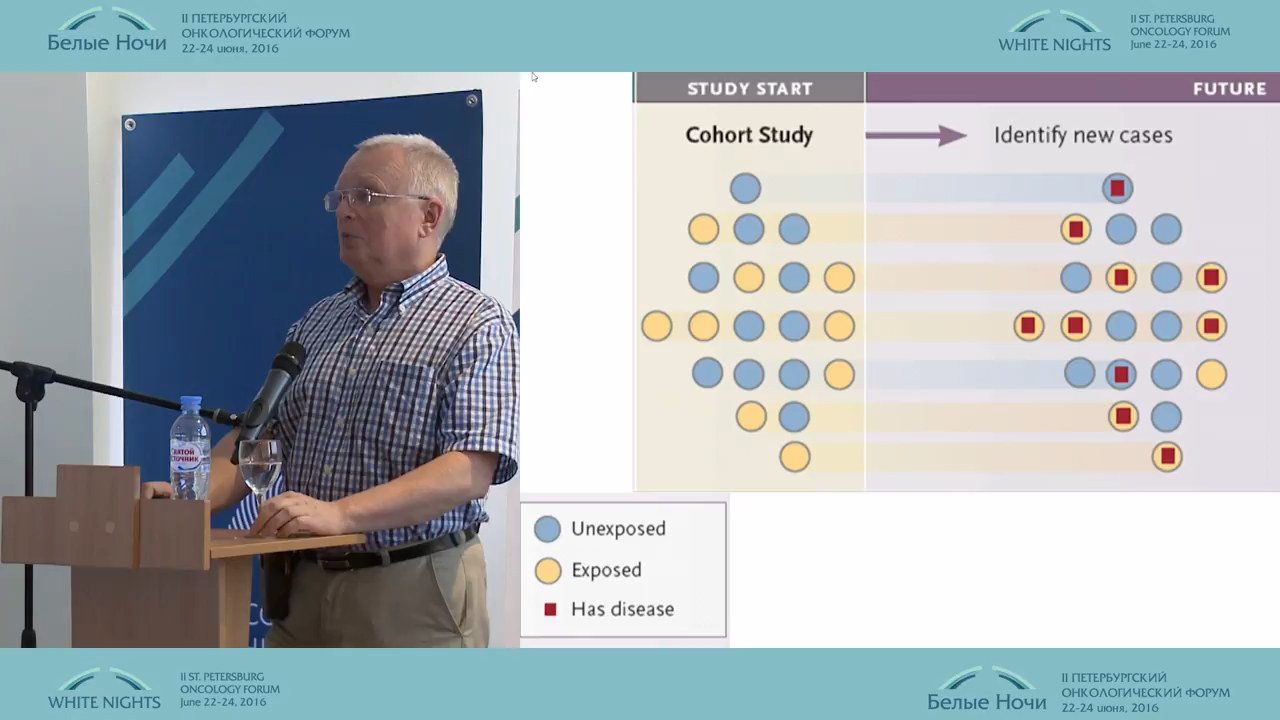 II ПЕТЕРБУРГСКИЙ
ОНКОЛОГИЧЕСКИЙ ФОРУМ
Белые Ночи
22-24 июня, 2016
II ST. PETERSBURG
ONCOLOGY FORUM
WHITE NIGHTS
June 22-24, 2016
STUDY START
FUTURE
Cohort Study
Identify new cases
Unexposed
Exposed
Has disease
II ST. PETERSBURG
ONCOLOGY FORUM
WHITE NIGHTS
June 22-24, 2016
II ПЕТЕРБУРГСКИЙ
ОНКОЛОГИЧЕСКИЙ ФОРУМ
Белые Ночи
22-24 июня, 2016